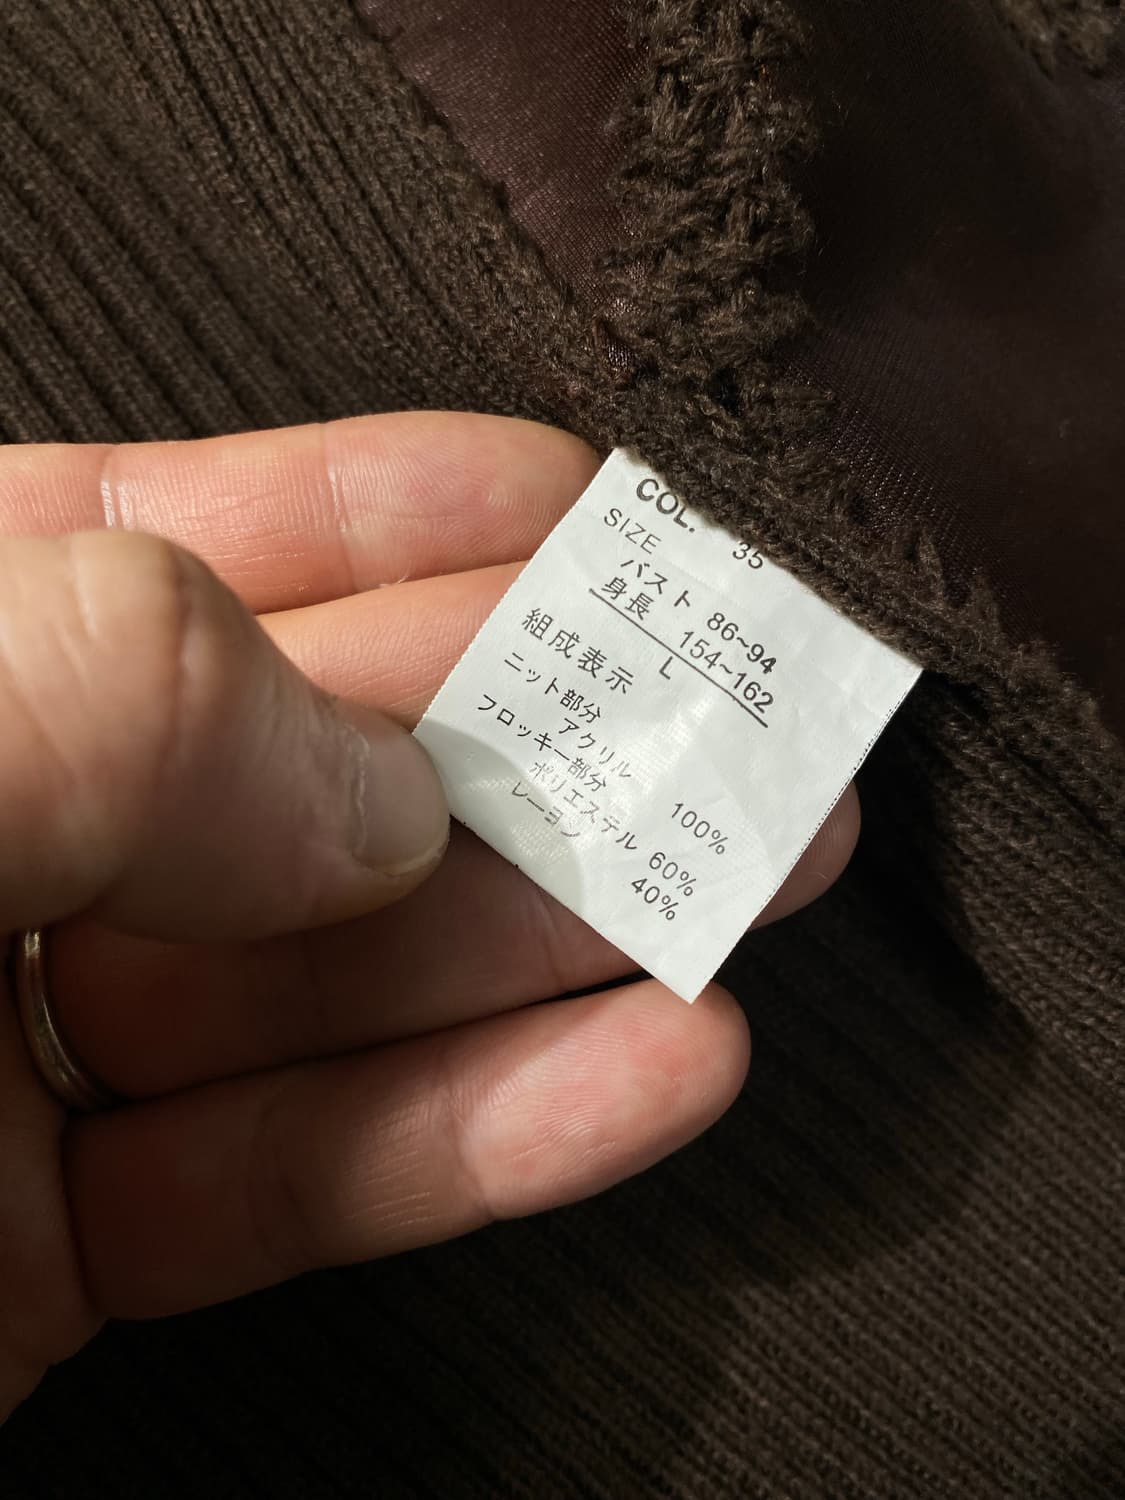 COL. 35
SIZE
バスト 86~94
身長 154~162
L
組成表示
ニット部分
アクリル 100%
フロッキー部分
ポリエステル 60%
レーヨン 40%